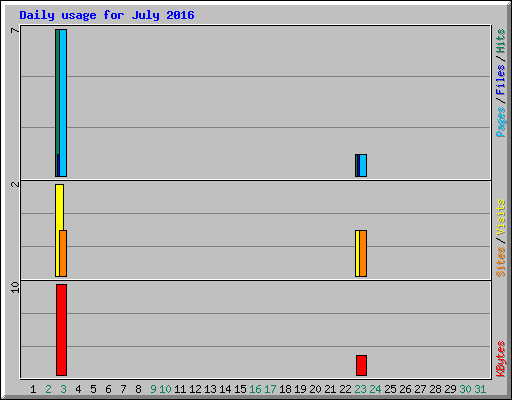 Daily usage for July 2016
7
Pages / Files / Hits
2
Sites / Visits
10
KBytes
1 2 3 4 5 6 7 8 9 10 11 12 13 14 15 16 17 18 19 20 21 22 23 24 25 26 27 28 29 30 31